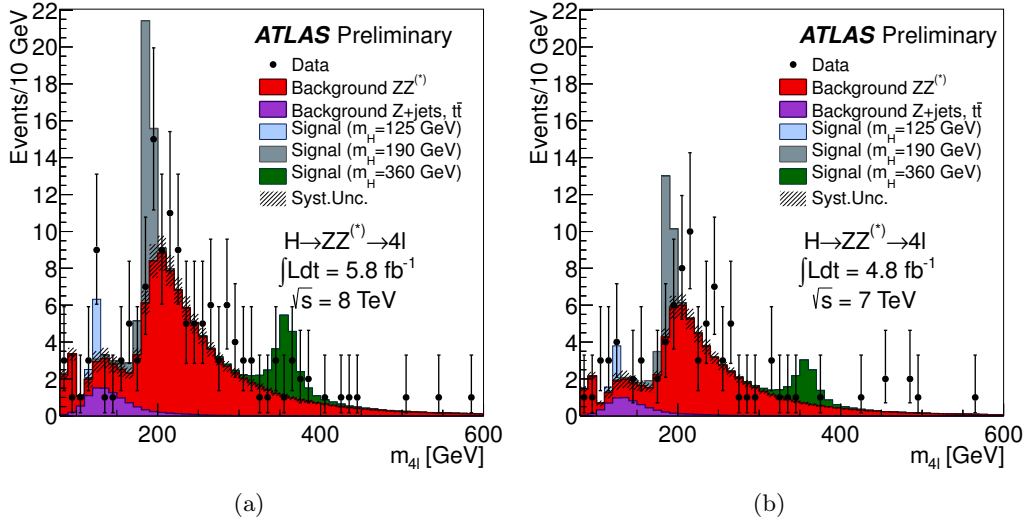 Events/10 GeV
22
20
18
16
14
12
10
8
6
4
2
0
200
400
600
m4l [GeV]
ATLAS Preliminary
Data
Background ZZ(*)
Background Z+jets, tt̄
Signal (mH=125 GeV)
Signal (mH=190 GeV)
Signal (mH=360 GeV)
Syst.Unc.
H→ZZ(*)→4l
∫Ldt = 5.8 fb-1
√s = 8 TeV
(a)
Events/10 GeV
22
20
18
16
14
12
10
8
6
4
2
0
200
400
600
m4l [GeV]
ATLAS Preliminary
Data
Background ZZ(*)
Background Z+jets, tt̄
Signal (mH=125 GeV)
Signal (mH=190 GeV)
Signal (mH=360 GeV)
Syst.Unc.
H→ZZ(*)→4l
∫Ldt = 4.8 fb-1
√s = 7 TeV
(b)